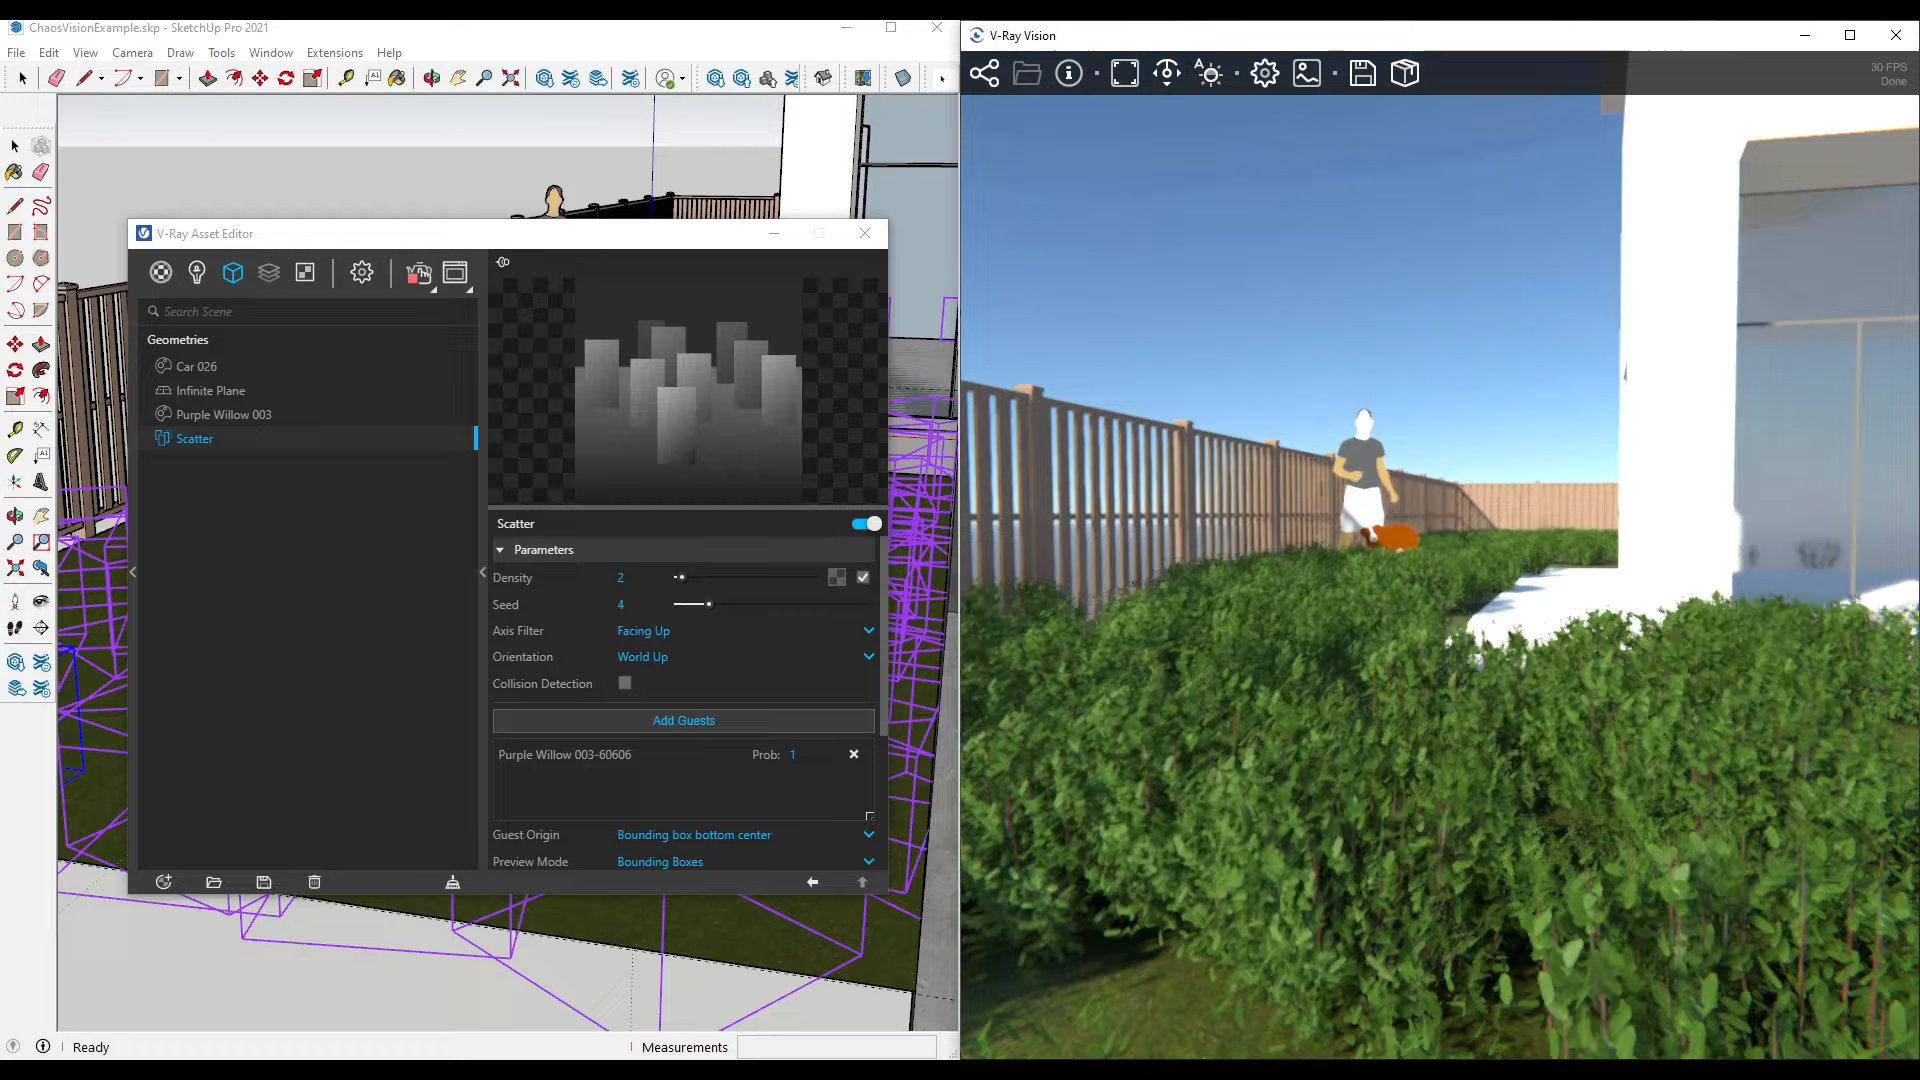 ChaosVisionExample.skp - SketchUp Pro 2021
File Edit View Camera Draw Tools Window Extensions Help
V-Ray Vision
30 FPS
Done
V-Ray Asset Editor
Search Scene
Geometries
Car 026
Infinite Plane
Purple Willow 003
Scatter
Scatter
Parameters
Density 2
Seed 4
Axis Filter Facing Up
Orientation World Up
Collision Detection
Add Guests
Purple Willow 003-60606 Prob: 1
Guest Origin Bounding box bottom center
Preview Mode Bounding Boxes
Ready
Measurements